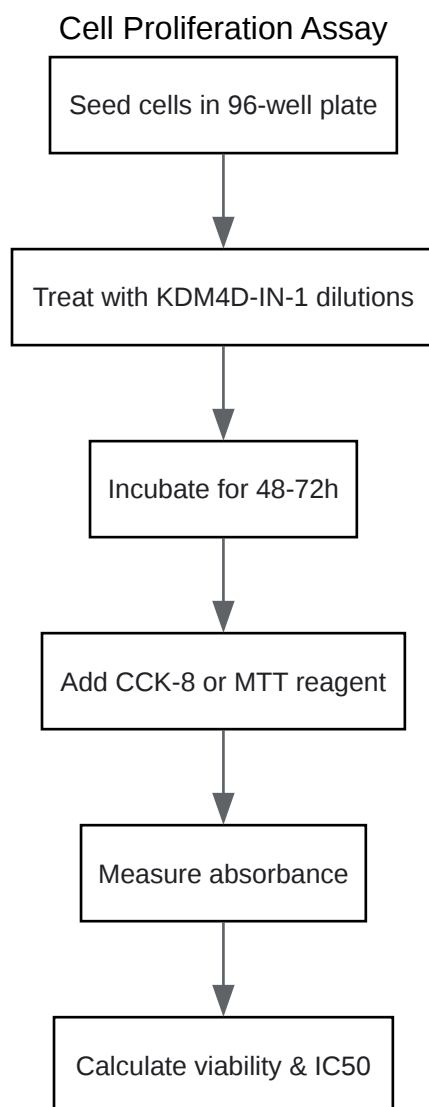 Cell Proliferation Assay
Seed cells in 96-well plate
Treat with KDM4D-IN-1 dilutions
Incubate for 48-72h
Add CCK-8 or MTT reagent
Measure absorbance
Calculate viability & IC50